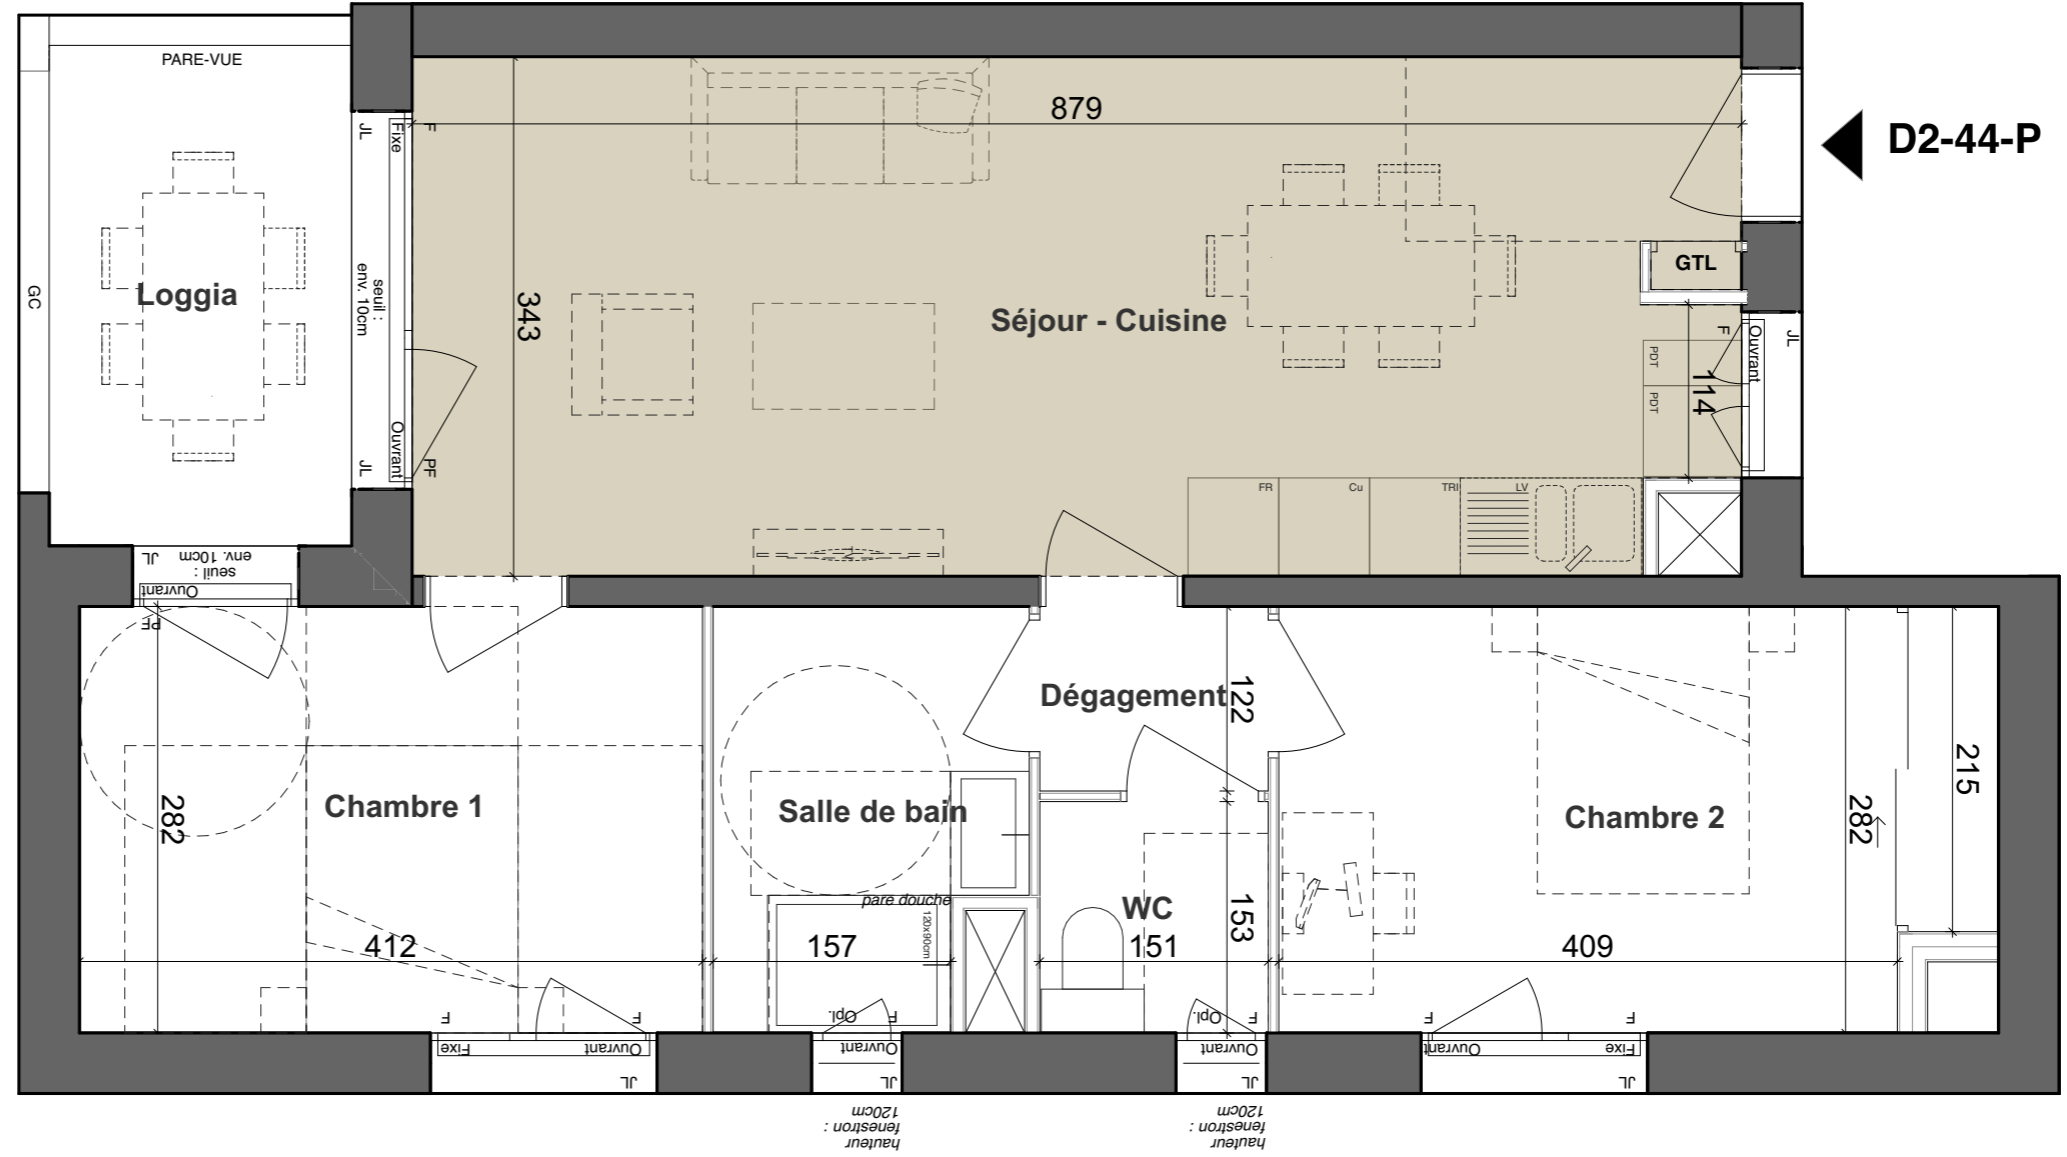 PARE-VUE
879
D2-44-P
JL
Fixe
F
GC
Loggia
seuil :
env. 10cm
343
Séjour - Cuisine
GTL
F
Ouvrant
JL
PDT
PDT
114
JL
Ouvrant
PF
FR
Cu
TRI
LV
JL
seuil :
env. 10cm
Ouvrant
PF
Dégagement
122
215
282
Chambre 1
Salle de bain
Chambre 2
282
pare douche
120x90cm
WC
153
412
157
151
409
F
F
Opl.
F
Opl.
F
F
F
Fixe
Ouvrant
Ouvrant
Ouvrant
Ouvrant
Fixe
JL
JL
JL
JL
hauteur
fenestron :
120cm
hauteur
fenestron :
120cm